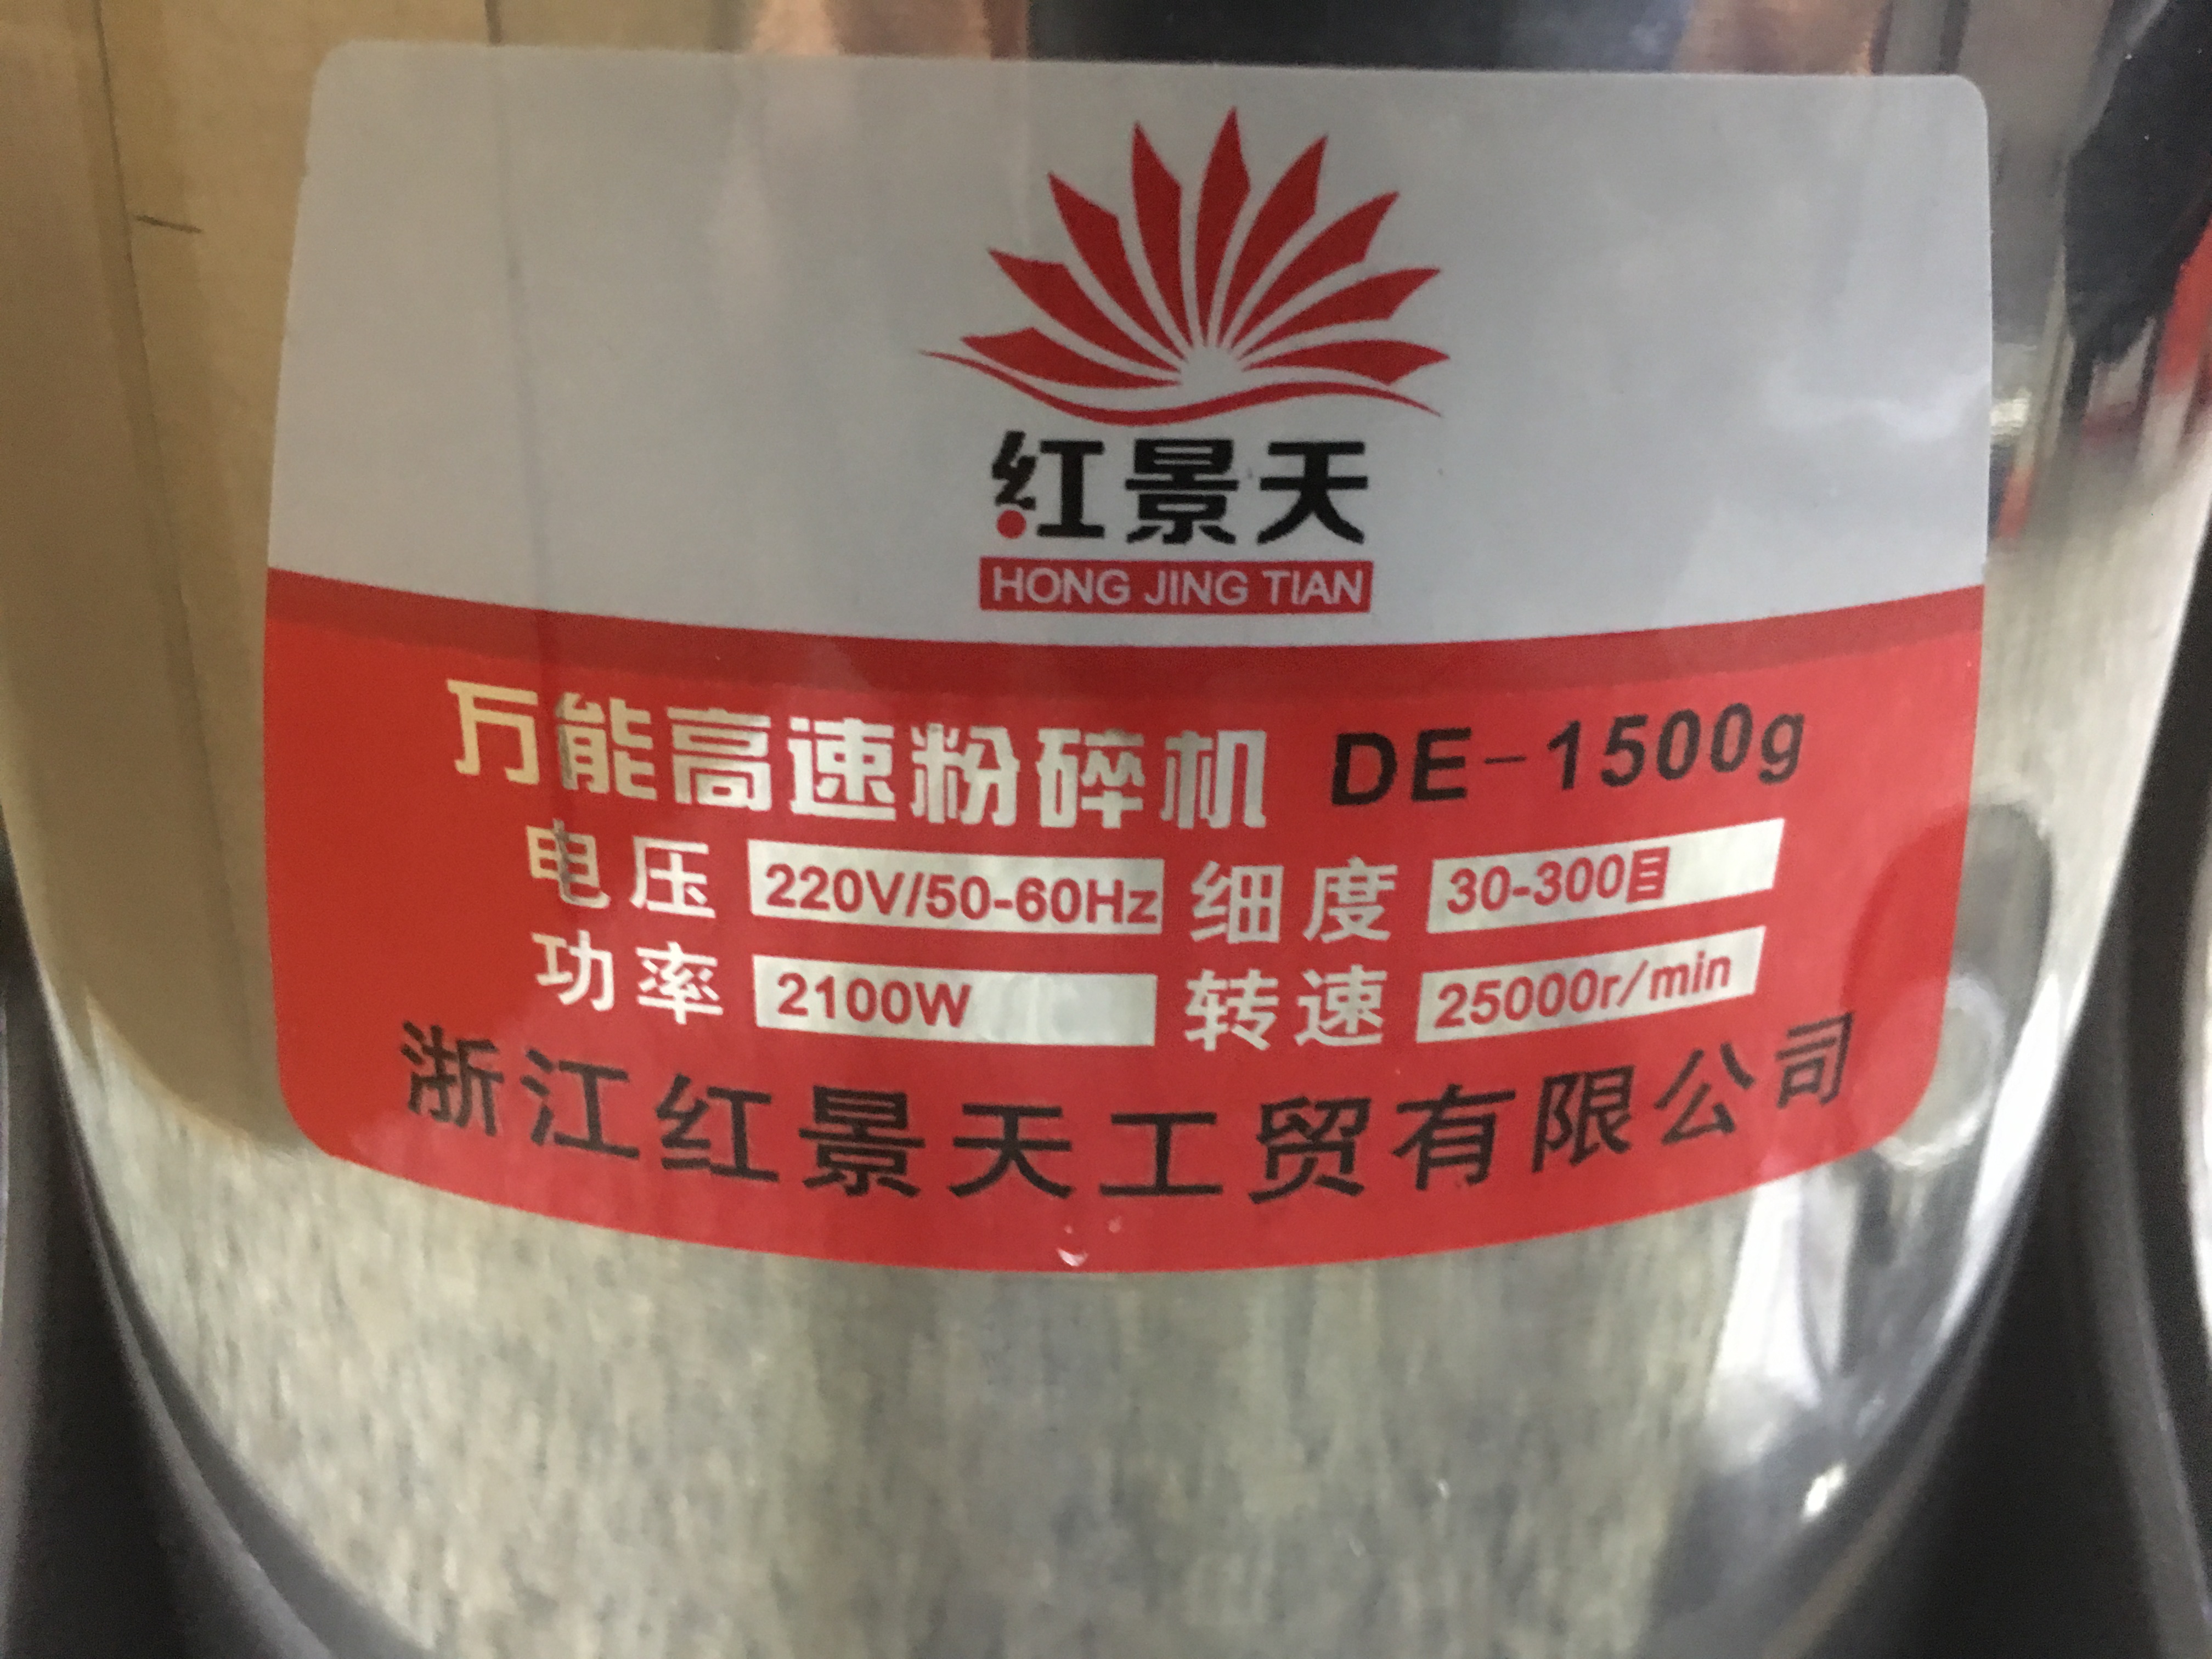 红景天
HONG JING TIAN
万能高速粉碎机 DE-1500g
电压 220V/50-60Hz 细度 30-300目
功率 2100W 转速 25000r/min
浙江红景天工贸有限公司